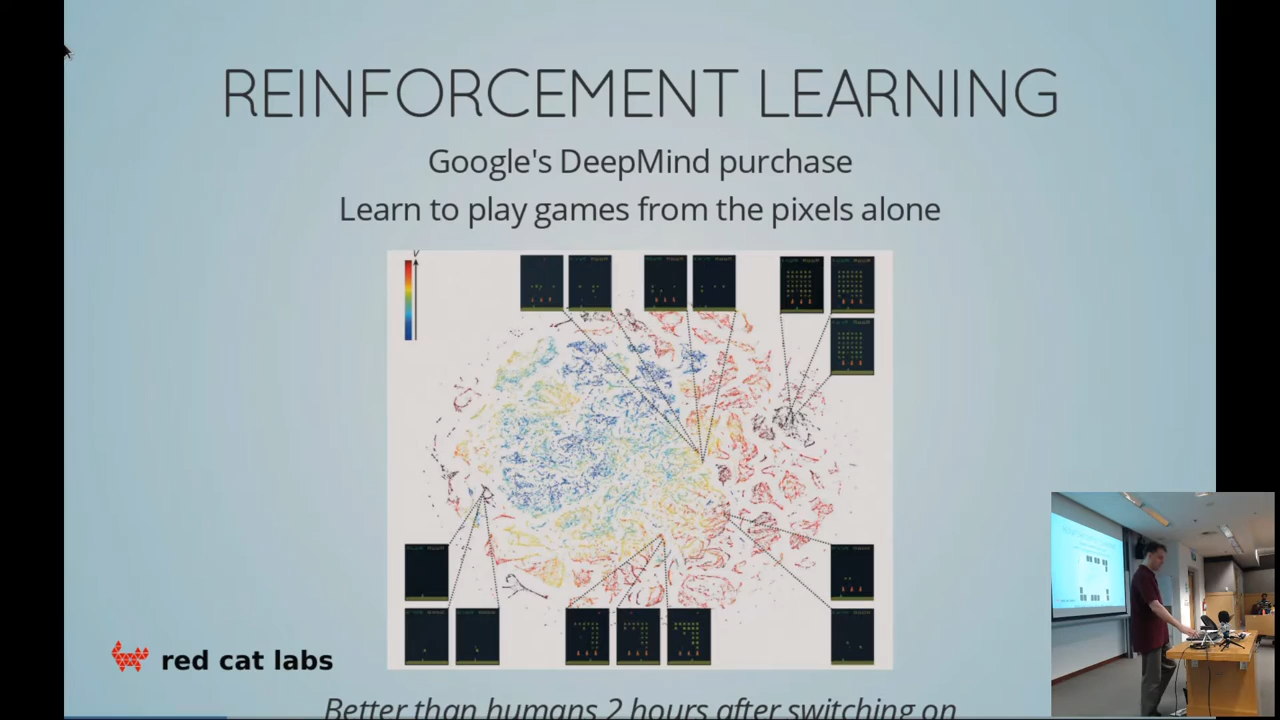 REINFORCEMENT LEARNING
Google's DeepMind purchase
Learn to play games from the pixels alone
V
red cat labs
Better than humans 2 hours after switching on